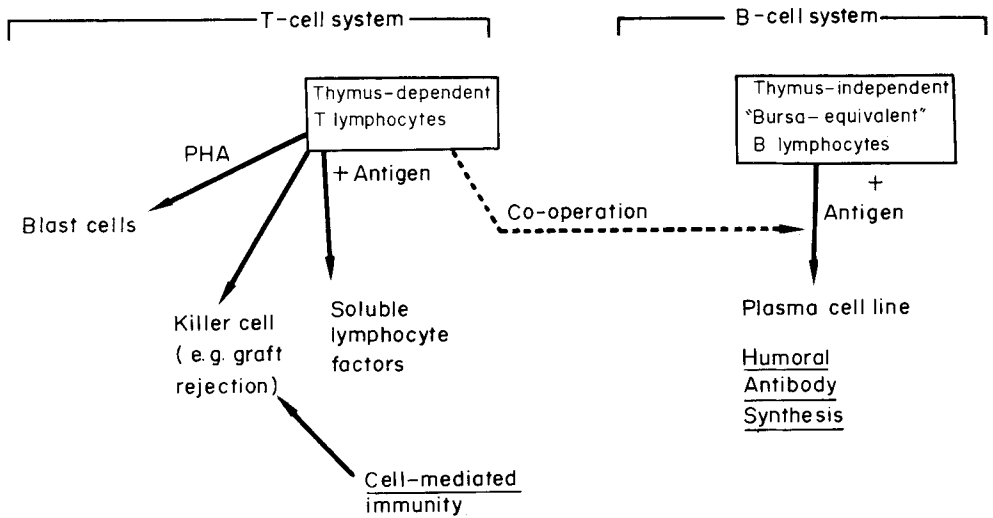 T-cell system
B-cell system
Thymus-dependent
T lymphocytes
Thymus-independent
"Bursa-equivalent"
B lymphocytes
PHA
+ Antigen
+
Antigen
Blast cells
Co-operation
Killer cell
(e.g. graft
rejection)
Soluble
lymphocyte
factors
Plasma cell line
Humoral
Antibody
Synthesis
Cell-mediated
immunity